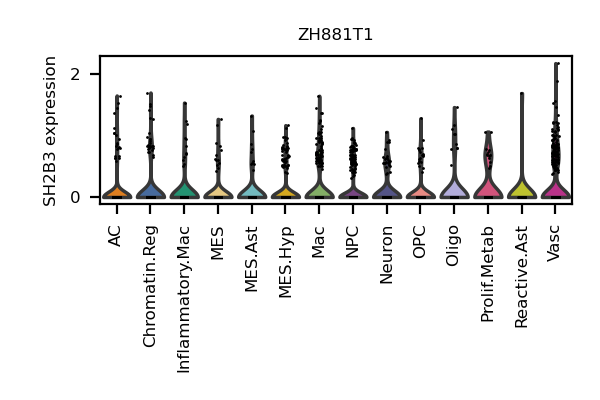 ZH881T1
SH2B3 expression
2
0
AC
Chromatin.Reg
Inflammatory.Mac
MES
MES.Ast
MES.Hyp
Mac
NPC
Neuron
OPC
Oligo
Prolif.Metab
Reactive.Ast
Vasc